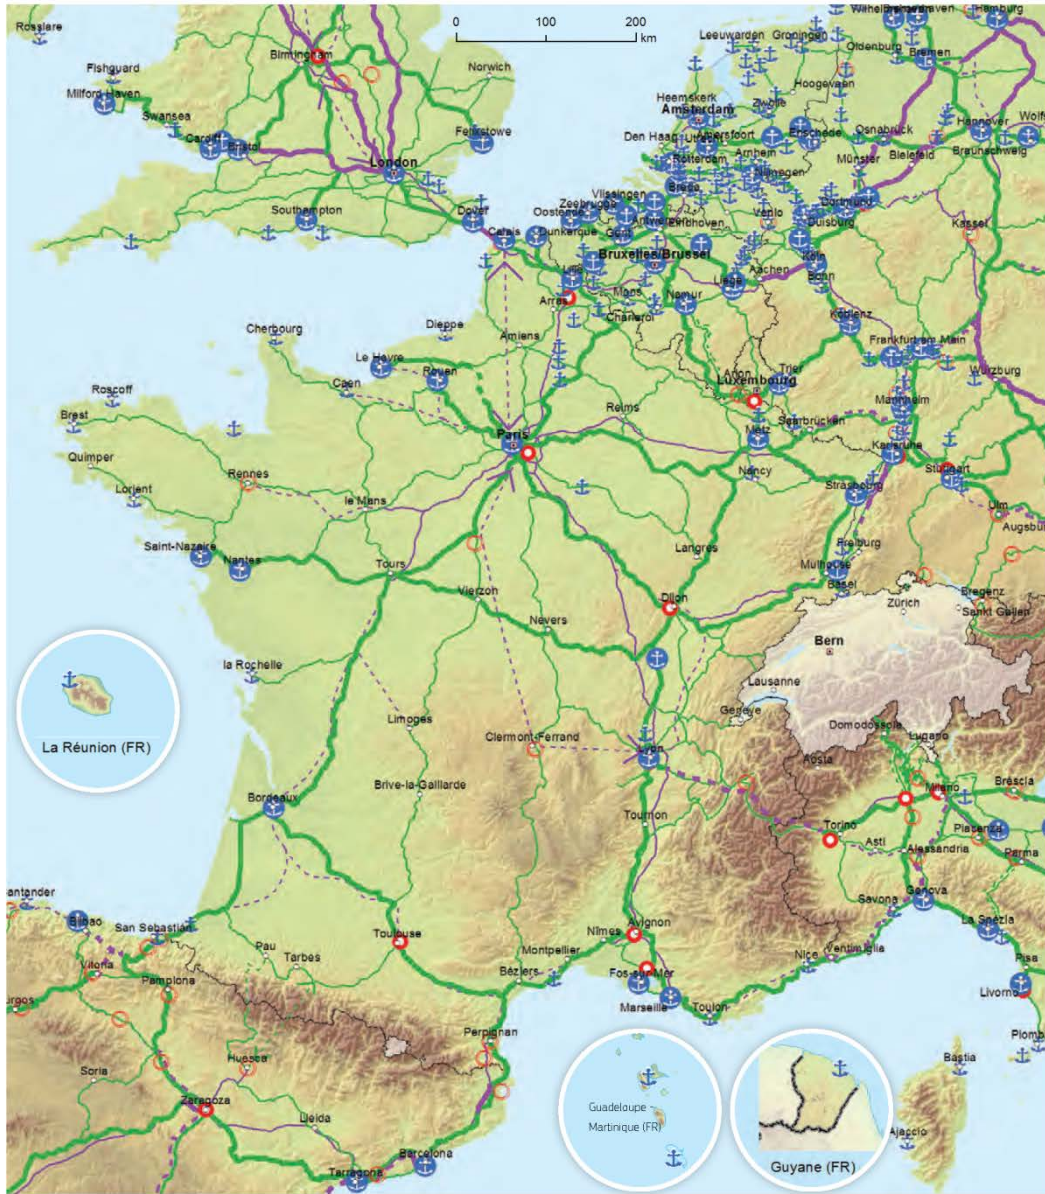 Rosslare
Fishguard
Milford Haven
Swansea
Cardiff
Bristol
Birmingham
Norwich
Felixstowe
London
Southampton
Dover
0 100 200
km
Leeuwarden
Groningen
Wilhelmshaven
Bremerhaven
Hamburg
Oldenburg
Bremen
Hoogeveen
Heemskerk
Amsterdam
Zwolle
Den Haag
Utrecht
Amersfoort
Enschede
Osnabrück
Hannover
Braunschweig
Rotterdam
Arnhem
Nijmegen
Münster
Bielefeld
Breda
Vlissingen
Zeebrugge
Oostende
Antwerpen
Eindhoven
Venlo
Dortmund
Duisburg
Kassel
Calais
Dunkerque
Gent
Bruxelles/Brussel
Aachen
Köln
Bonn
Lille
Liège
Mons
Namur
Arras
Charleroi
Koblenz
Frankfurt am Main
Cherbourg
Dieppe
Amiens
Le Havre
Rouen
Caen
Arlon
Luxembourg
Trier
Würzburg
Mannheim
Saarbrücken
Roscoff
Brest
Quimper
Lorient
Rennes
le Mans
Paris
Reims
Metz
Nancy
Karlsruhe
Stuttgart
Strasbourg
Ulm
Saint-Nazaire
Nantes
Tours
Vierzon
Nevers
Langres
Dijon
Freiburg
Mulhouse
Basel
Zürich
Bregenz
Sankt Gallen
Bern
Lausanne
Genève
la Rochelle
Limoges
Clermont-Ferrand
Lyon
Domodossola
Lugano
Aosta
La Réunion (FR)
Bordeaux
Brive-la-Gaillarde
Tournon
Torino
Milano
Brescia
Asti
Piacenza
Alessandria
Parma
Santander
Bilbao
San Sebastián
Vitoria
Pamplona
Burgos
Pau
Tarbes
Toulouse
Avignon
Nîmes
Montpellier
Béziers
Fos-sur-Mer
Marseille
Toulon
Nice
Ventimiglia
Savona
Genova
La Spezia
Pisa
Livorno
Perpignan
Soria
Huesca
Zaragoza
Lleida
Tarragona
Barcelona
Guadeloupe
Martinique (FR)
Guyane (FR)
Bastia
Ajaccio